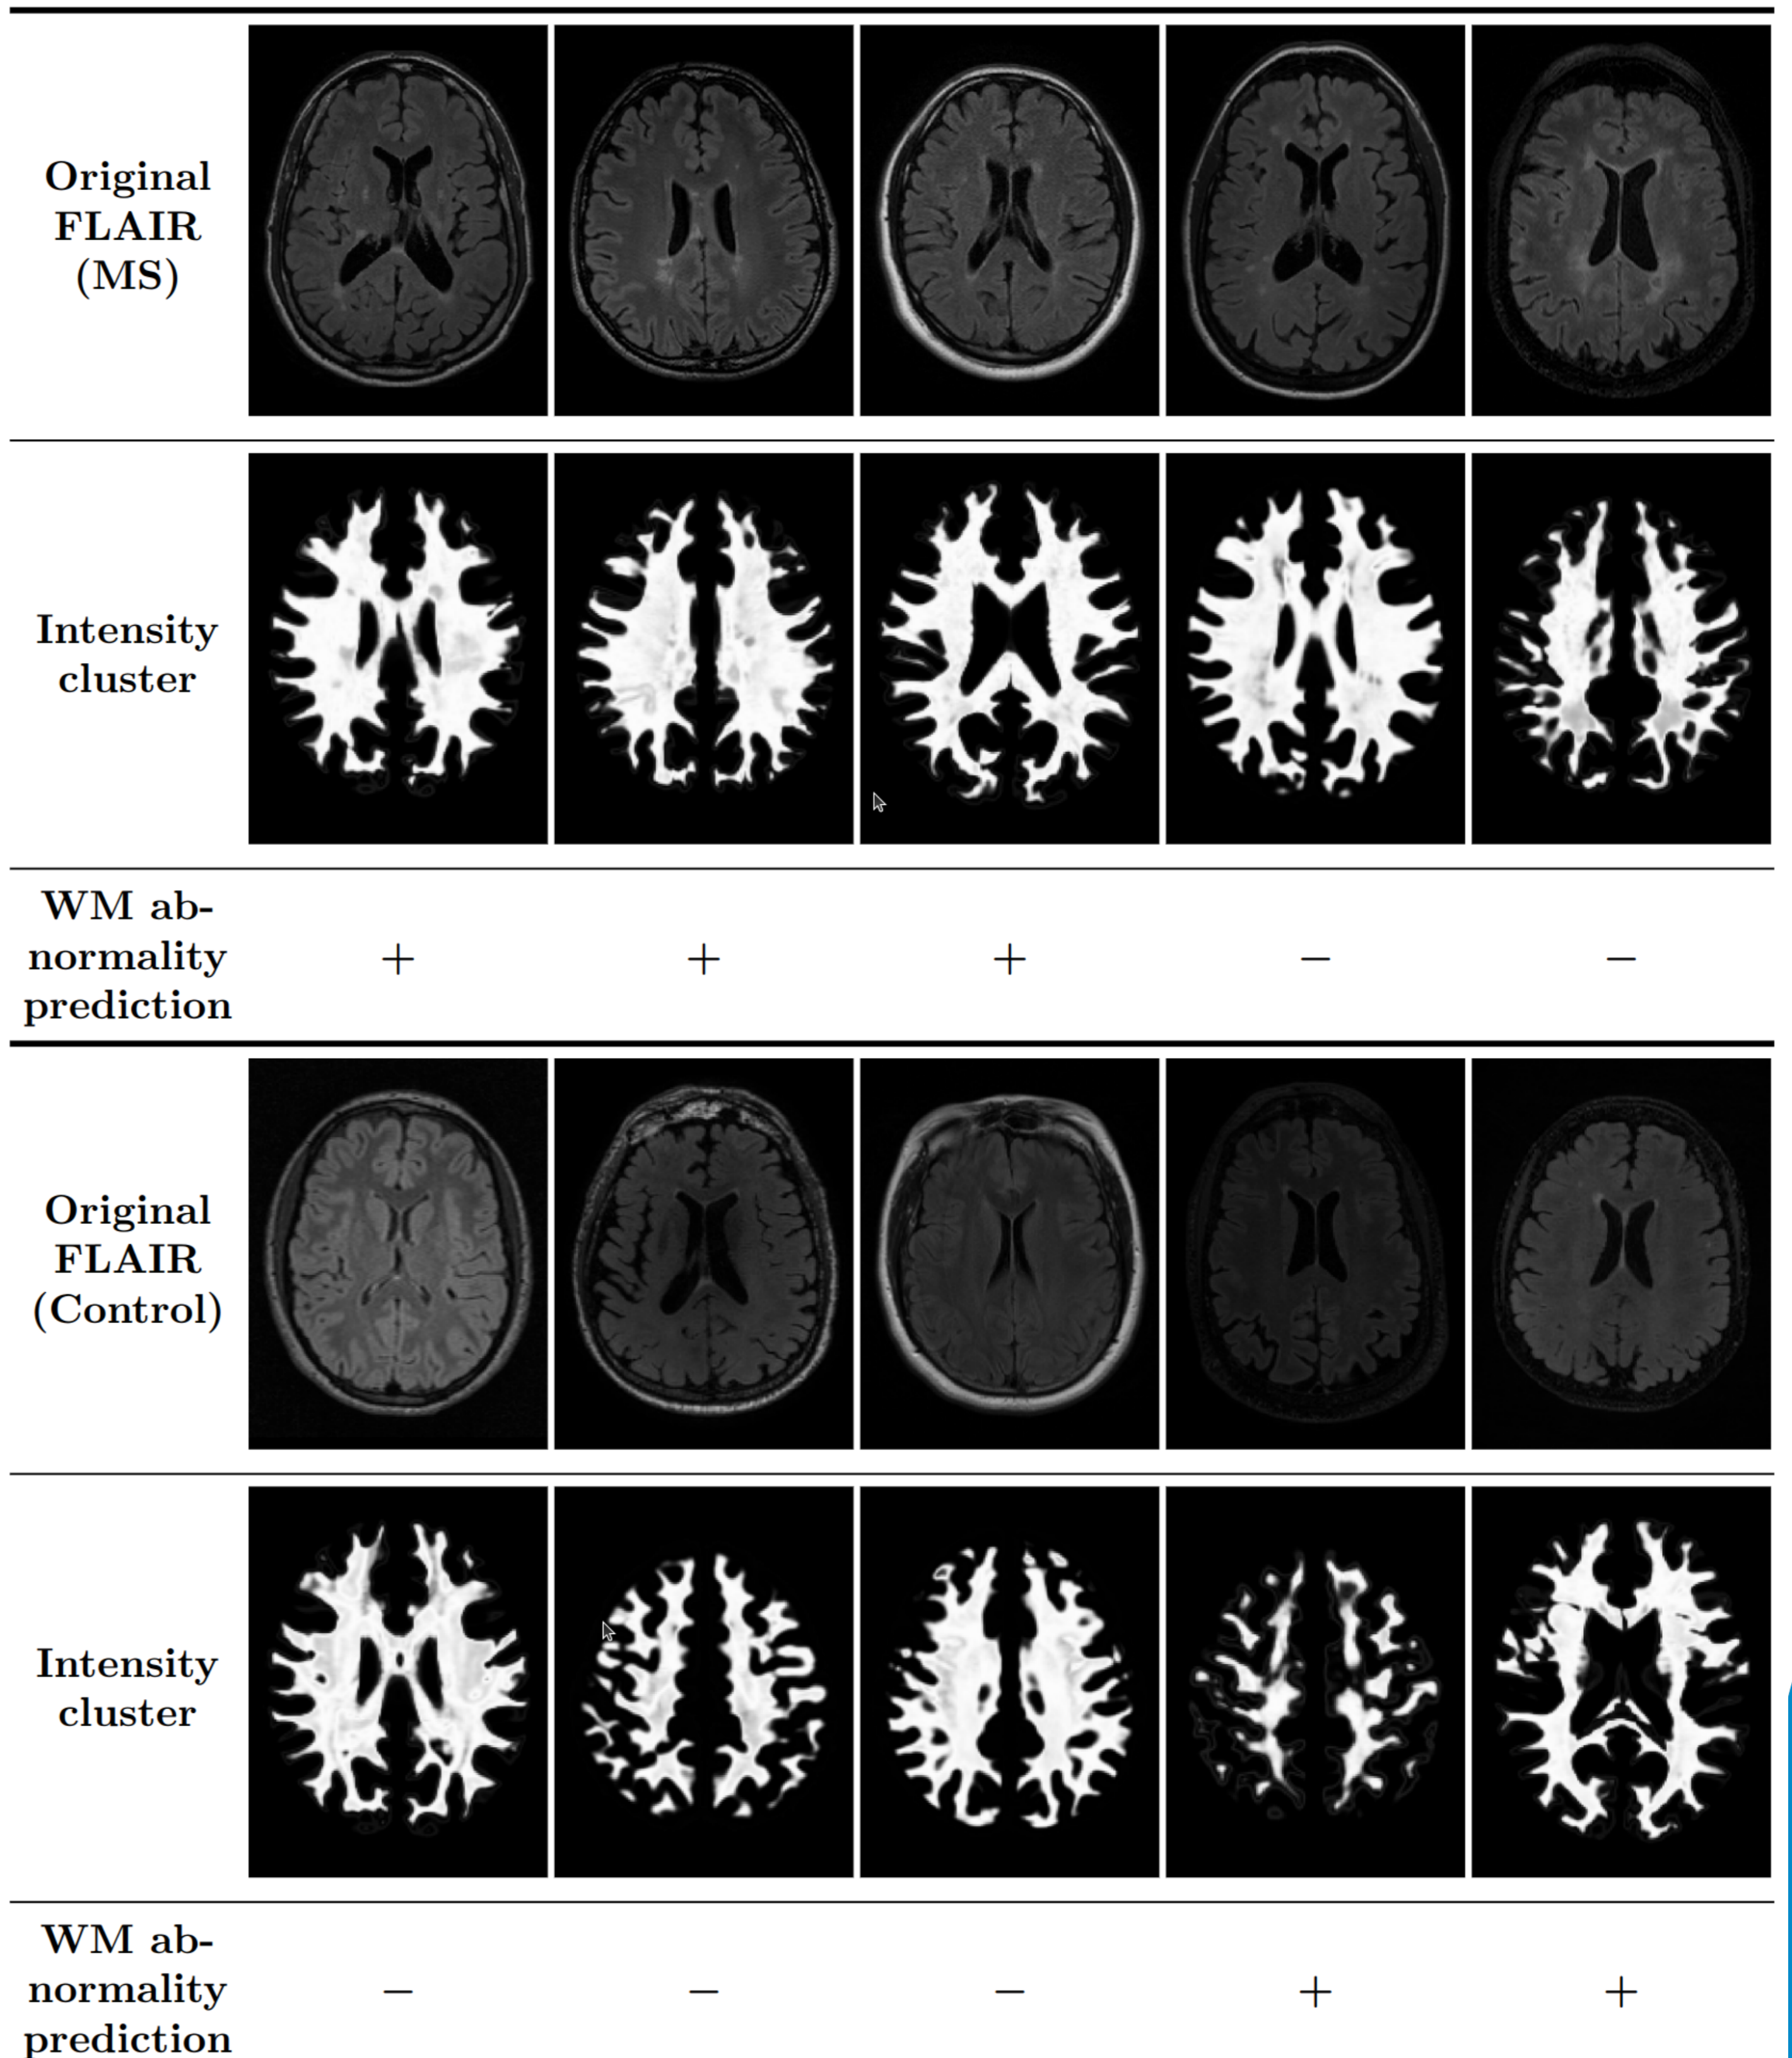 Original
FLAIR
(MS)
Intensity
cluster
WM ab-
normality
prediction
+ + + − −
Original
FLAIR
(Control)
Intensity
cluster
WM ab-
normality
prediction
− − − + +